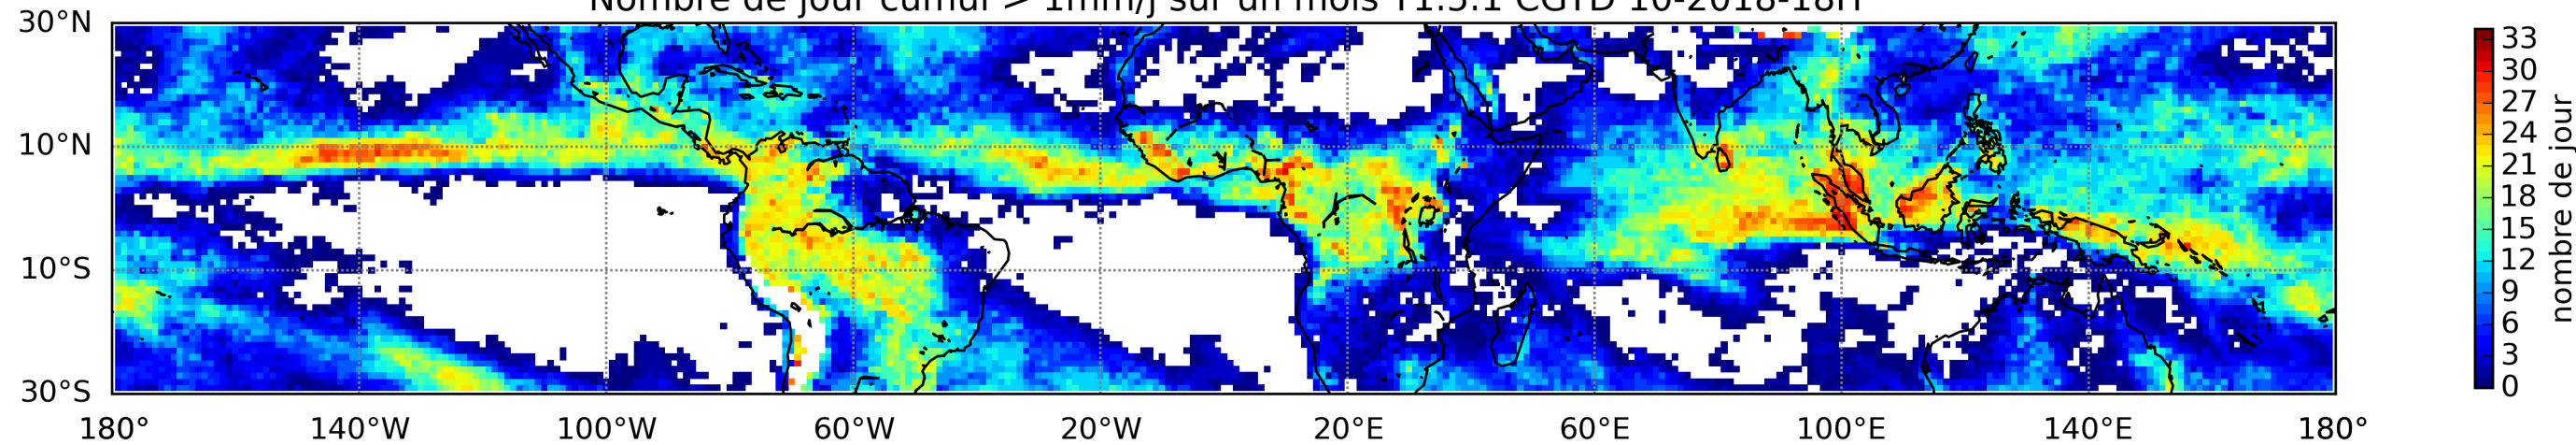 Nombre de jour cumul > 1mm/j sur un mois T1.5.1 CGTD 10-2018-18H
30°N
10°N
10°S
30°S
180°
140°W
100°W
60°W
20°W
20°E
60°E
100°E
140°E
180°
33
30
27
24
21
18
15
12
9
6
3
0
nombre de jour